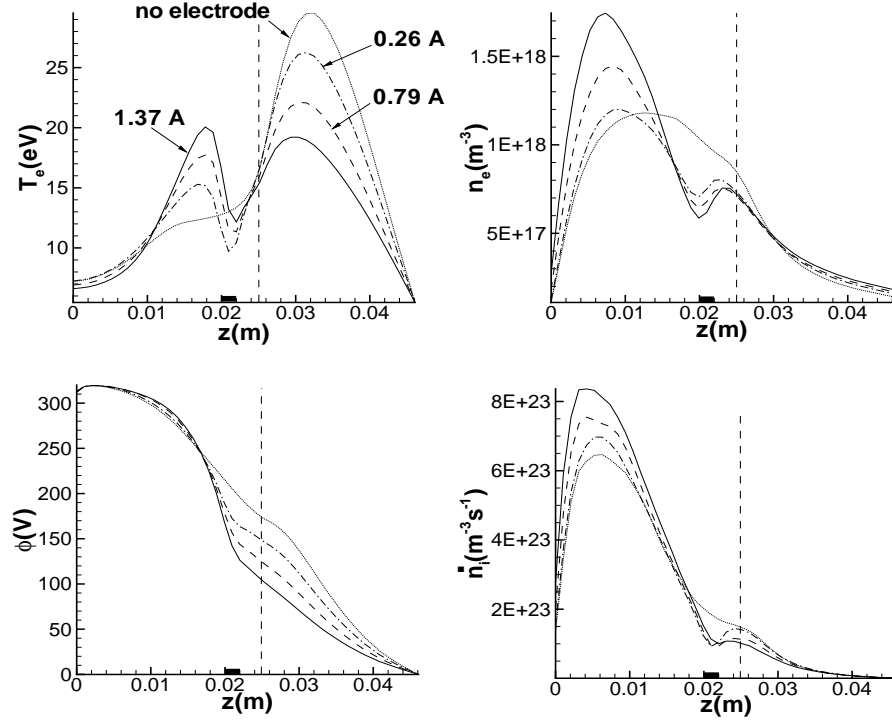 no electrode
0.26 A
0.79 A
1.37 A
T_e(eV)
25
20
15
10
0.00 0.01 0.02 0.03 0.04
z(m)
n_e(m^-3)
1.5E+18
1E+18
5E+17
0.00 0.01 0.02 0.03 0.04
z(m)
ϕ(V)
300
250
200
150
100
50
0
0.00 0.01 0.02 0.03 0.04
z(m)
ṅ_i(m^-3s^-1)
8E+23
6E+23
4E+23
2E+23
0.00 0.01 0.02 0.03 0.04
z(m)